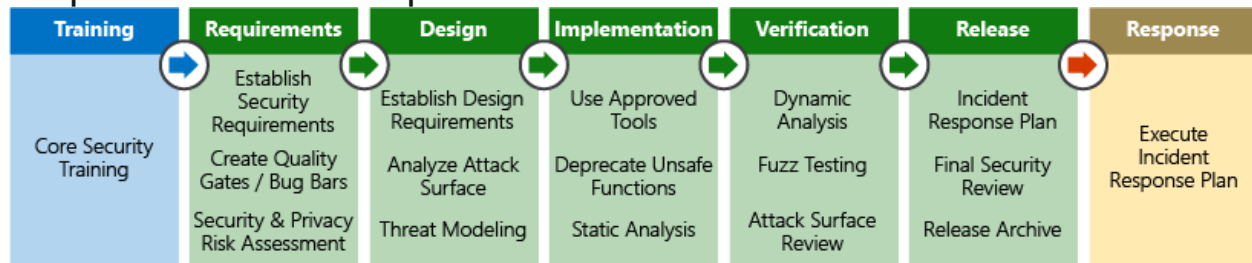 Training
Core Security
Training
Requirements
Establish
Security
Requirements
Create Quality
Gates / Bug Bars
Security & Privacy
Risk Assessment
Design
Establish Design
Requirements
Analyze Attack
Surface
Threat Modeling
Implementation
Use Approved
Tools
Deprecate Unsafe
Functions
Static Analysis
Verification
Dynamic
Analysis
Fuzz Testing
Attack Surface
Review
Release
Incident
Response Plan
Final Security
Review
Release Archive
Response
Execute
Incident
Response Plan